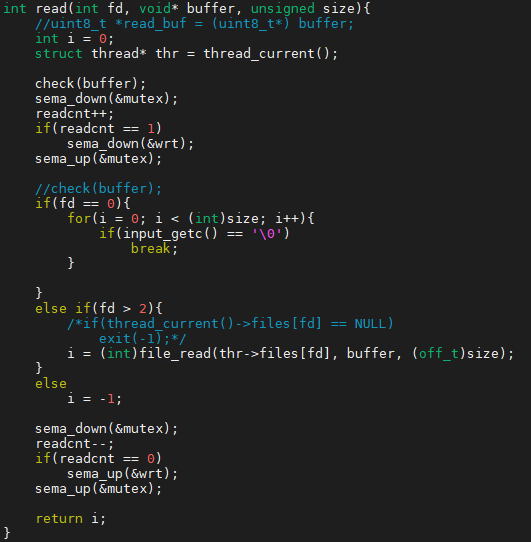 int read(int fd, void* buffer, unsigned size){
    //uint8_t *read_buf = (uint8_t*) buffer;
    int i = 0;
    struct thread* thr = thread_current();

    check(buffer);
    sema_down(&mutex);
    readcnt++;
    if(readcnt == 1)
        sema_down(&wrt);
    sema_up(&mutex);

    //check(buffer);
    if(fd == 0){
        for(i = 0; i < (int)size; i++){
            if(input_getc() == '\0')
                break;
        }

    }
    else if(fd > 2){
        /*if(thread_current()->files[fd] == NULL)
            exit(-1);*/
        i = (int)file_read(thr->files[fd], buffer, (off_t)size);
    }
    else
        i = -1;

    sema_down(&mutex);
    readcnt--;
    if(readcnt == 0)
        sema_up(&wrt);
    sema_up(&mutex);

    return i;
}